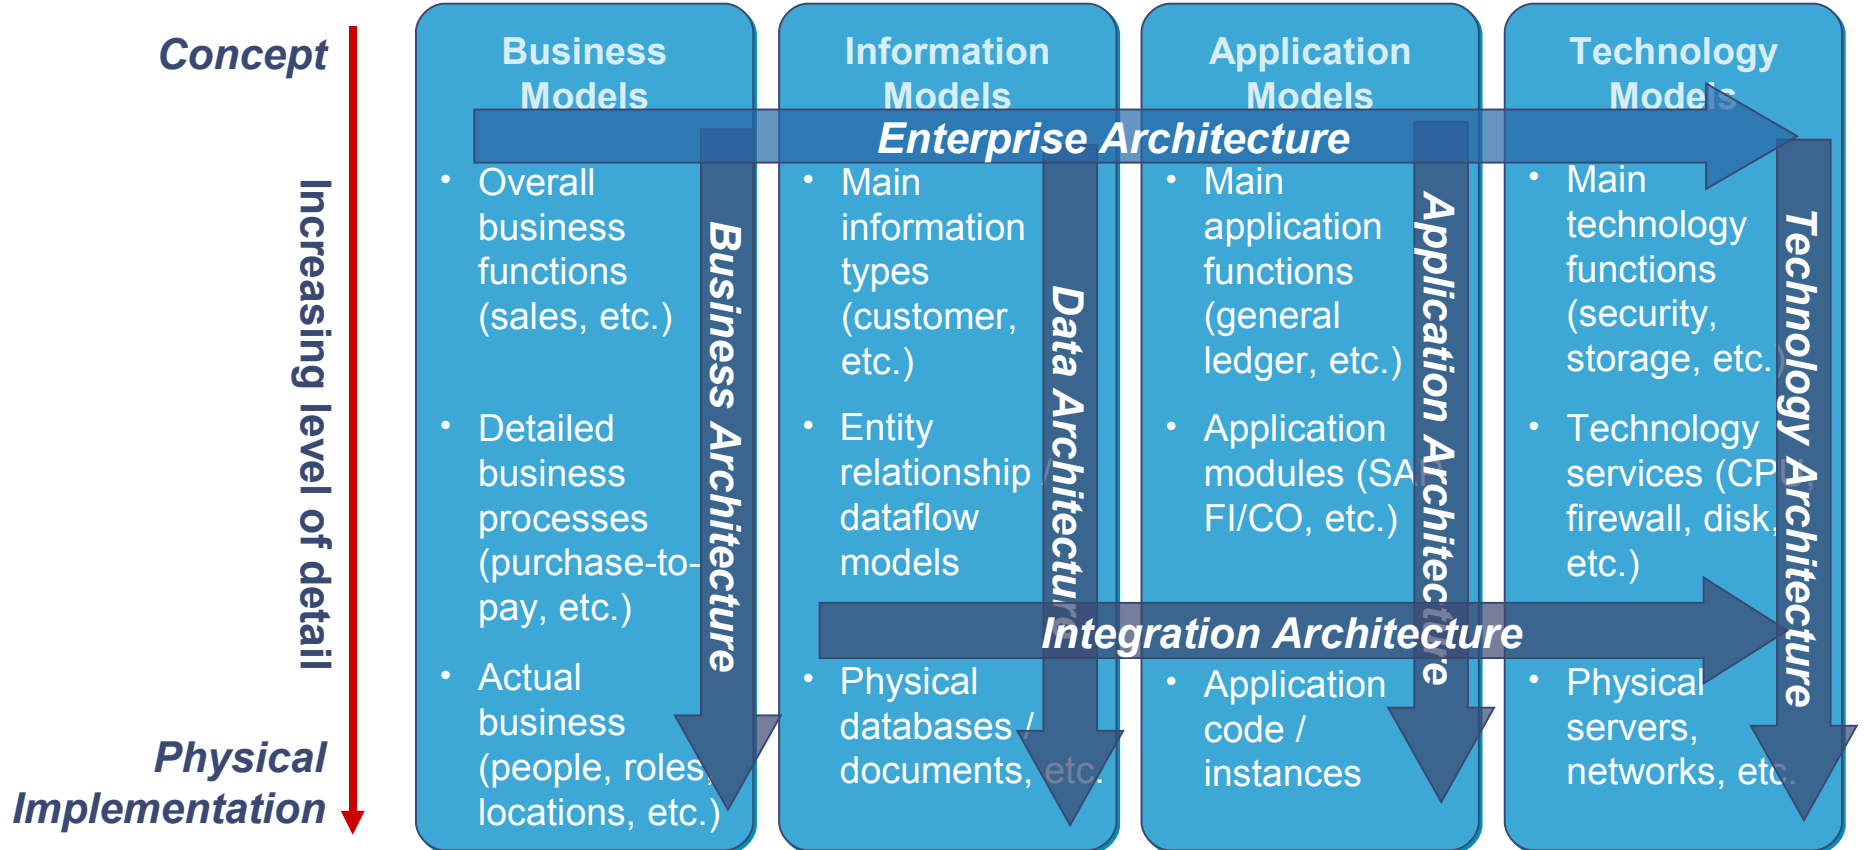 Concept
Increasing level of detail
Physical
Implementation
Business
Models
• Overall
business
functions
(sales, etc.)
• Detailed
business
processes
(purchase-to-
pay, etc.)
• Actual
business
(people, roles,
locations, etc.)
Business Architecture
Information
Models
• Main
information
types
(customer,
etc.)
• Entity
relationship /
dataflow
models
• Physical
databases /
documents, etc.
Data Architecture
Application
Models
• Main
application
functions
(general
ledger, etc.)
• Application
modules (SAP
FI/CO, etc.)
• Application
code /
instances
Application Architecture
Technology
Models
• Main
technology
functions
(security,
storage, etc.)
• Technology
services (CPU,
firewall, disk,
etc.)
• Physical
servers,
networks, etc.
Technology Architecture
Enterprise Architecture
Integration Architecture